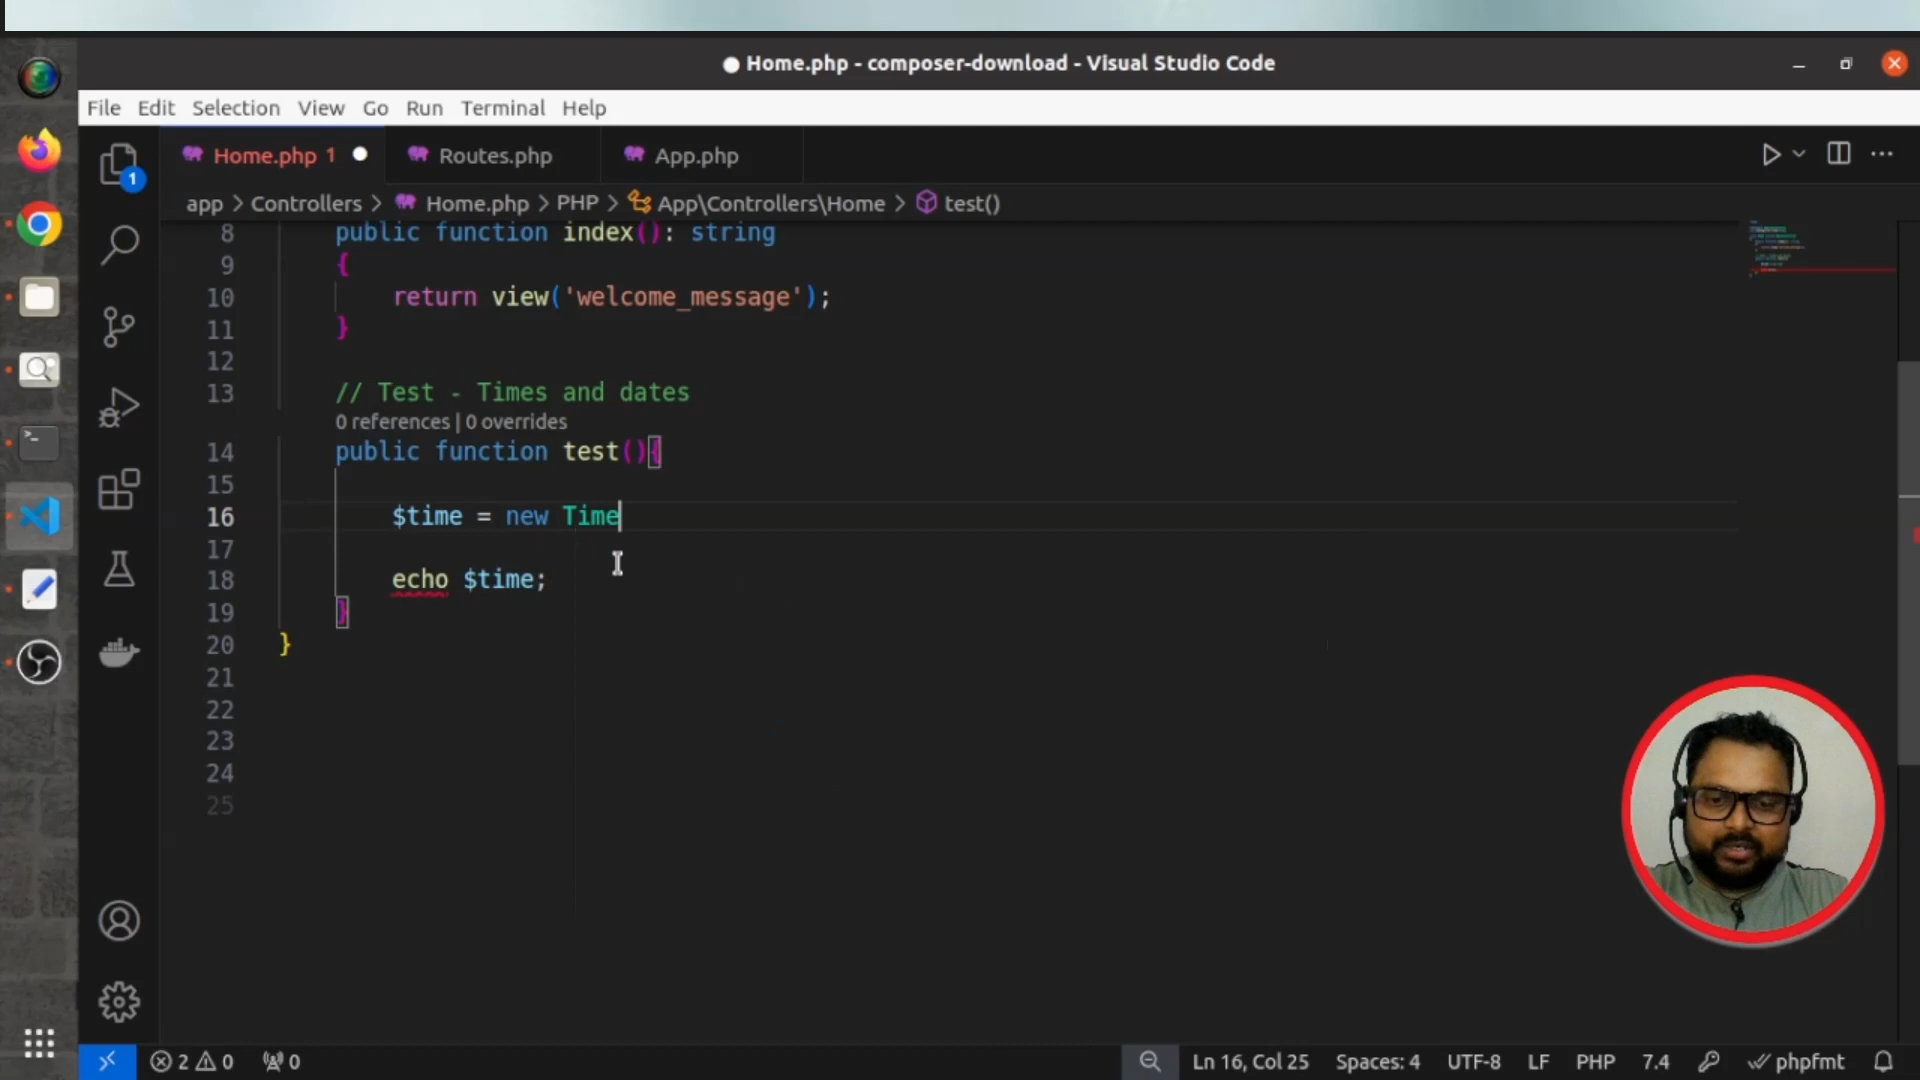 Home.php - composer-download - Visual Studio Code
File Edit Selection View Go Run Terminal Help
Home.php 1 Routes.php App.php
1
app > Controllers > Home.php > PHP > App\Controllers\Home > test()
8 public function index(): string
9 {
10 return view('welcome_message');
11 }
12
13 // Test - Times and dates
0 references | 0 overrides
14 public function test(){
15
16 $time = new Time
17
18 echo $time;
19 }
20 }
21
22
23
24
25
2 0 0 Ln 16, Col 25 Spaces: 4 UTF-8 LF PHP 7.4 phpfmt